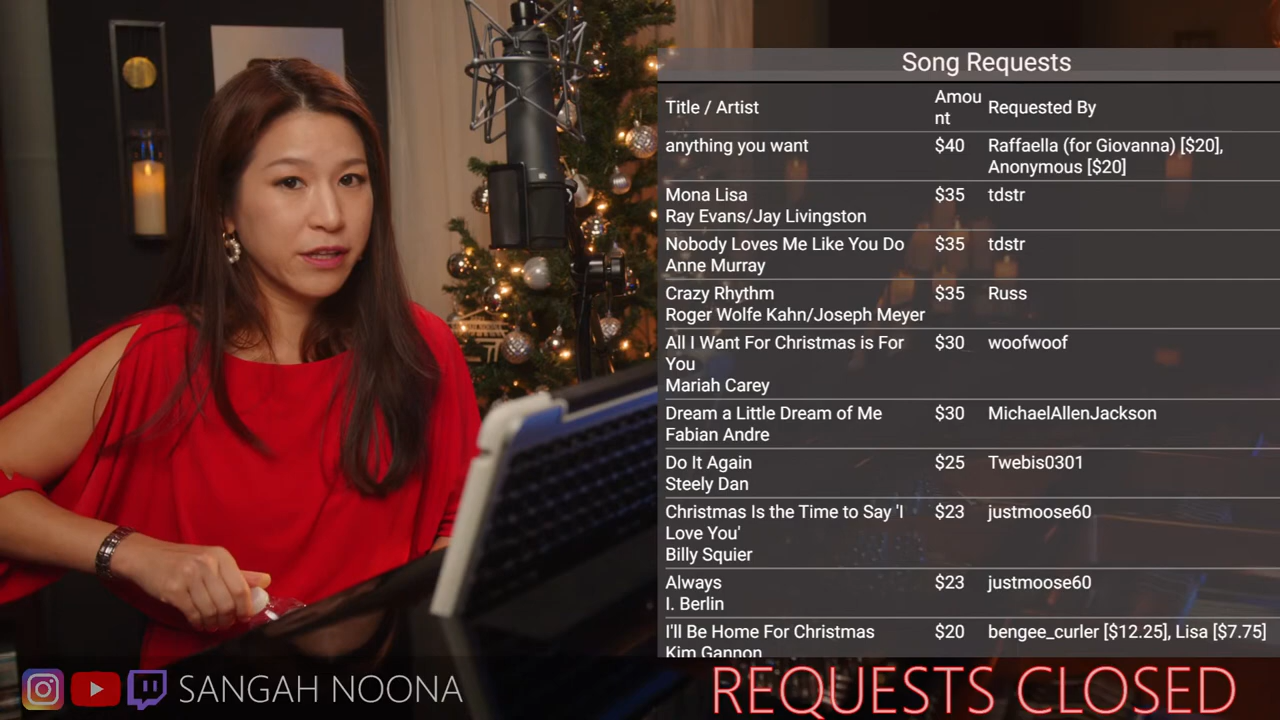 Song Requests
Title / Artist Amou Requested By
nt
anything you want $40 Raffaella (for Giovanna) [$20],
Anonymous [$20]
Mona Lisa $35 tdstr
Ray Evans/Jay Livingston
Nobody Loves Me Like You Do $35 tdstr
Anne Murray
Crazy Rhythm $35 Russ
Roger Wolfe Kahn/Joseph Meyer
All I Want For Christmas is For $30 woofwoof
You
Mariah Carey
Dream a Little Dream of Me $30 MichaelAllenJackson
Fabian Andre
Do It Again $25 Twebis0301
Steely Dan
Christmas Is the Time to Say 'I $23 justmoose60
Love You'
Billy Squier
Always $23 justmoose60
I. Berlin
I'll Be Home For Christmas $20 bengee_curler [$12.25], Lisa [$7.75]
Kim Gannon
SANGAH NOONA
REQUESTS CLOSED